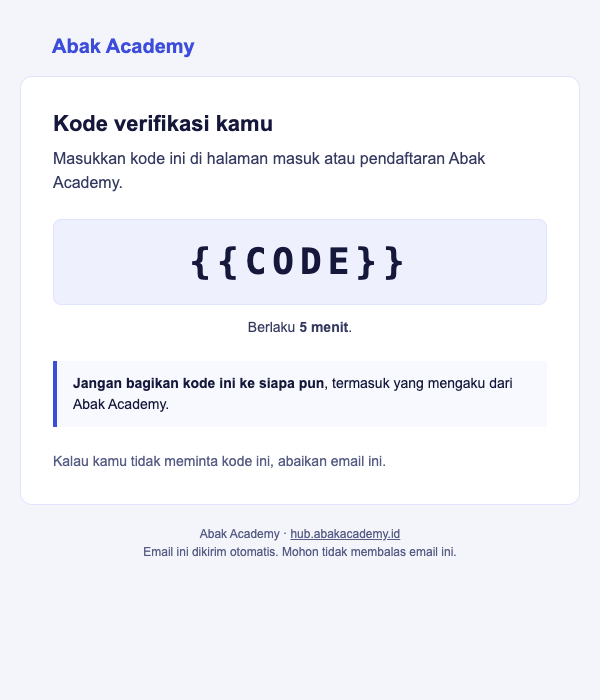 Abak Academy
Kode verifikasi kamu
Masukkan kode ini di halaman masuk atau pendaftaran Abak
Academy.
{{CODE}}
Berlaku 5 menit.
Jangan bagikan kode ini ke siapa pun, termasuk yang mengaku dari
Abak Academy.
Kalau kamu tidak meminta kode ini, abaikan email ini.
Abak Academy · hub.abakacademy.id
Email ini dikirim otomatis. Mohon tidak membalas email ini.